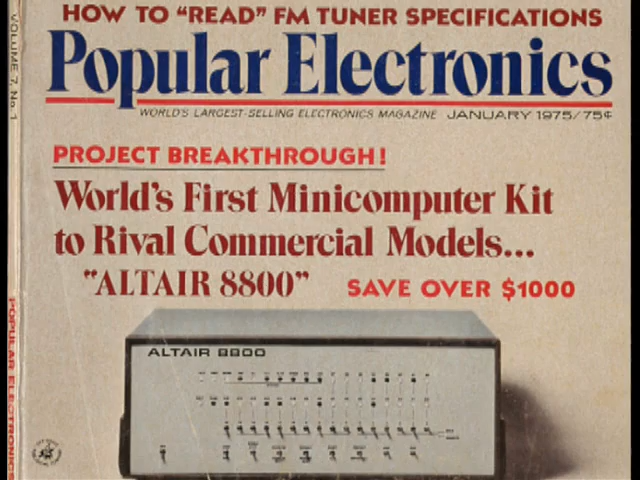 HOW TO “READ” FM TUNER SPECIFICATIONS
Popular Electronics
WORLD'S LARGEST-SELLING ELECTRONICS MAGAZINE JANUARY 1975/75¢
PROJECT BREAKTHROUGH!
World's First Minicomputer Kit
to Rival Commercial Models...
"ALTAIR 8800" SAVE OVER $1000
ALTAIR 8800
VOLUME 7, No. 1
POPULAR ELECTRONICS